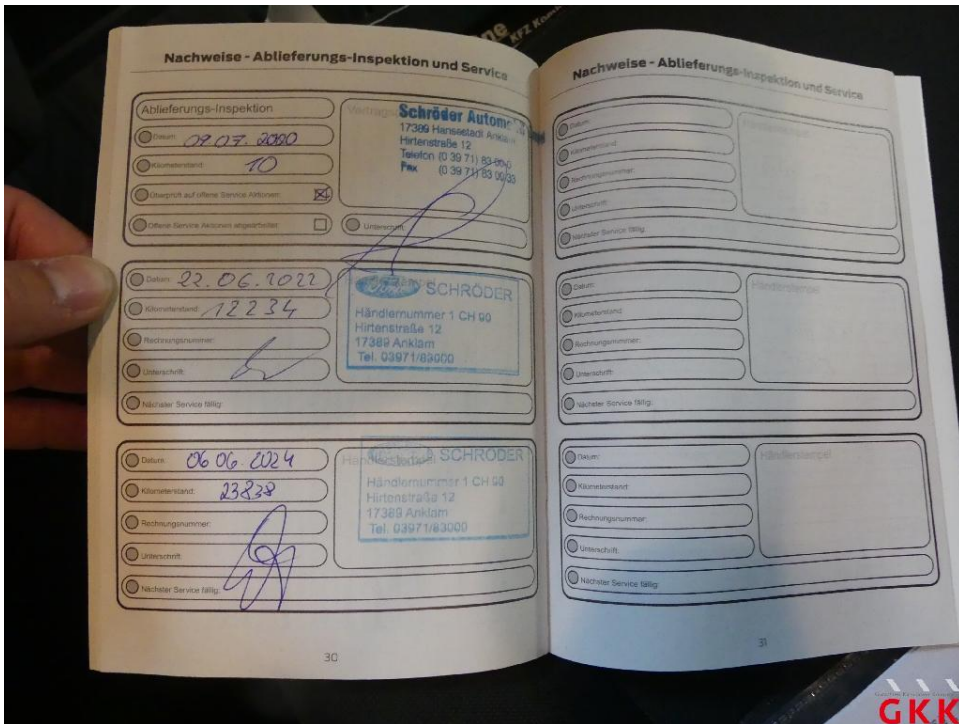 KFZ
Nachweise - Ablieferungs-Inspektion und Service
Ablieferungs-Inspektion
Datum: 09.07.2020
Kilometerstand: 10
Überprüft auf offene Service Aktionen:
Offene Service Aktionen abgearbeitet:
Schröder Automo
17389 Hansestadt Anklam
Hirtenstraße 12
Telefon (0 39 71) 83 00-0
Fax (0 39 71) 83 00 33
Unterschrift:
Datum: 22.06.2022
Kilometerstand: 12234
Rechnungsnummer:
Unterschrift:
Nächster Service fällig:
Ford SCHRÖDER
Händlernummer 1 CH 90
Hirtenstraße 12
17389 Anklam
Tel. 03971/83000
Datum: 06 06. 2024
Kilometerstand: 23838
Rechnungsnummer:
Unterschrift:
Nächster Service fällig:
Händlerstempel
SCHRÖDER
Händlernummer 1 CH 90
Hirtenstraße 12
17389 Anklam
Tel. 03971/83000
30
Nachweise - Ablieferungs-Inspektion und Service
Datum:
Kilometerstand:
Rechnungsnummer:
Unterschrift:
Nächster Service fällig:
Händlerstempel
Datum:
Kilometerstand:
Rechnungsnummer:
Unterschrift:
Nächster Service fällig:
Händlerstempel
Datum:
Kilometerstand:
Rechnungsnummer:
Unterschrift:
Nächster Service fällig:
Händlerstempel
31
GKK